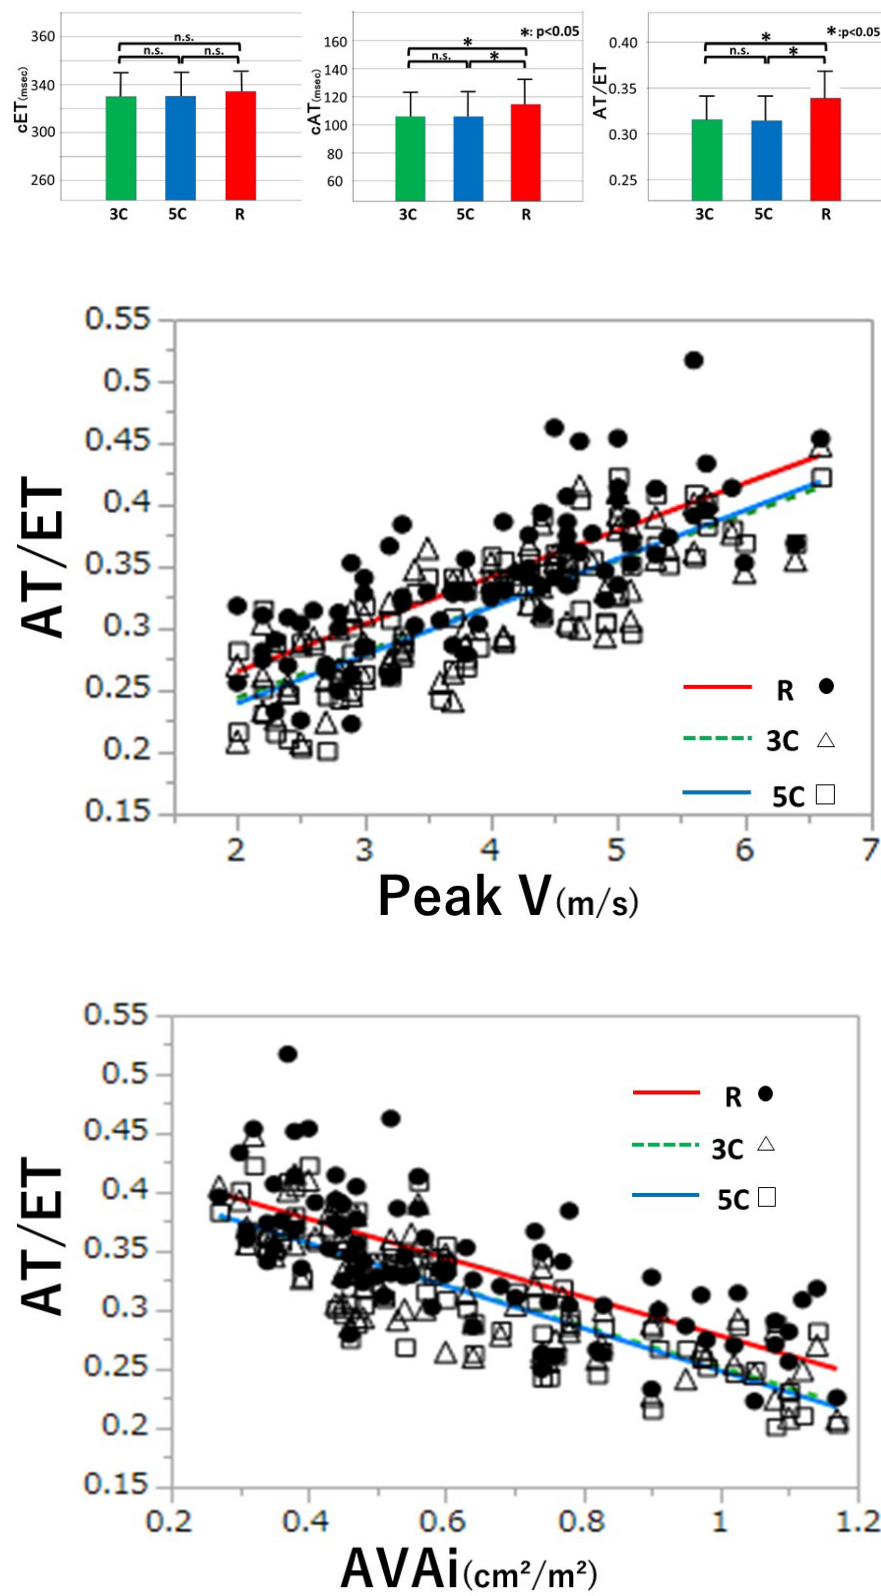 cET(msec)
360
340
300
260
n.s.
n.s.
n.s.
3C
5C
R
cAT(msec)
160
140
120
100
80
60
*: p<0.05
*
n.s.
*
3C
5C
R
AT/ET
0.40
0.35
0.30
0.25
*:p<0.05
*
n.s.
*
3C
5C
R
AT/ET
0.55
0.5
0.45
0.4
0.35
0.3
0.25
0.2
0.15
R
3C
5C
2 3 4 5 6 7
Peak V(m/s)
AT/ET
0.55
0.5
0.45
0.4
0.35
0.3
0.25
0.2
0.15
R
3C
5C
0.2 0.4 0.6 0.8 1 1.2
AVAi(cm²/m²)